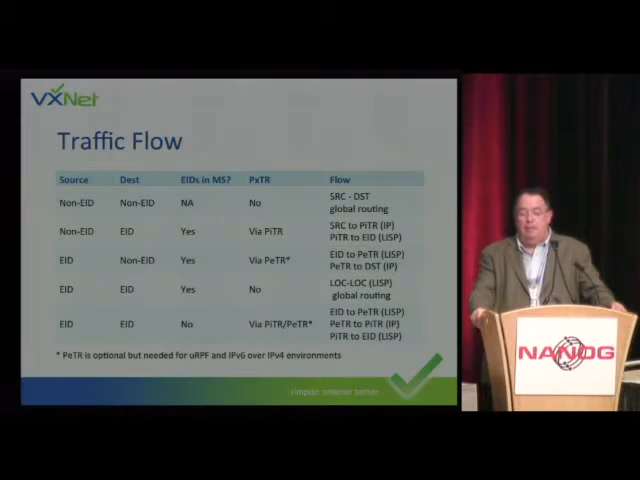 VXNet
Traffic Flow
Source Dest EIDs in MS? PxTR Flow
Non-EID Non-EID NA No SRC - DST
global routing
Non-EID EID Yes Via PiTR SRC to PiTR (IP)
PiTR to EID (LISP)
EID Non-EID Yes Via PeTR* EID to PeTR (LISP)
PeTR to DST (IP)
EID EID Yes No LOC-LOC (LISP)
global routing
EID EID No Via PiTR/PeTR* EID to PeTR (LISP)
PeTR to PiTR (IP)
PiTR to EID (LISP)
* PeTR is optional but needed for uRPF and IPv6 over IPv4 environments
simpler smarter better
NANOG